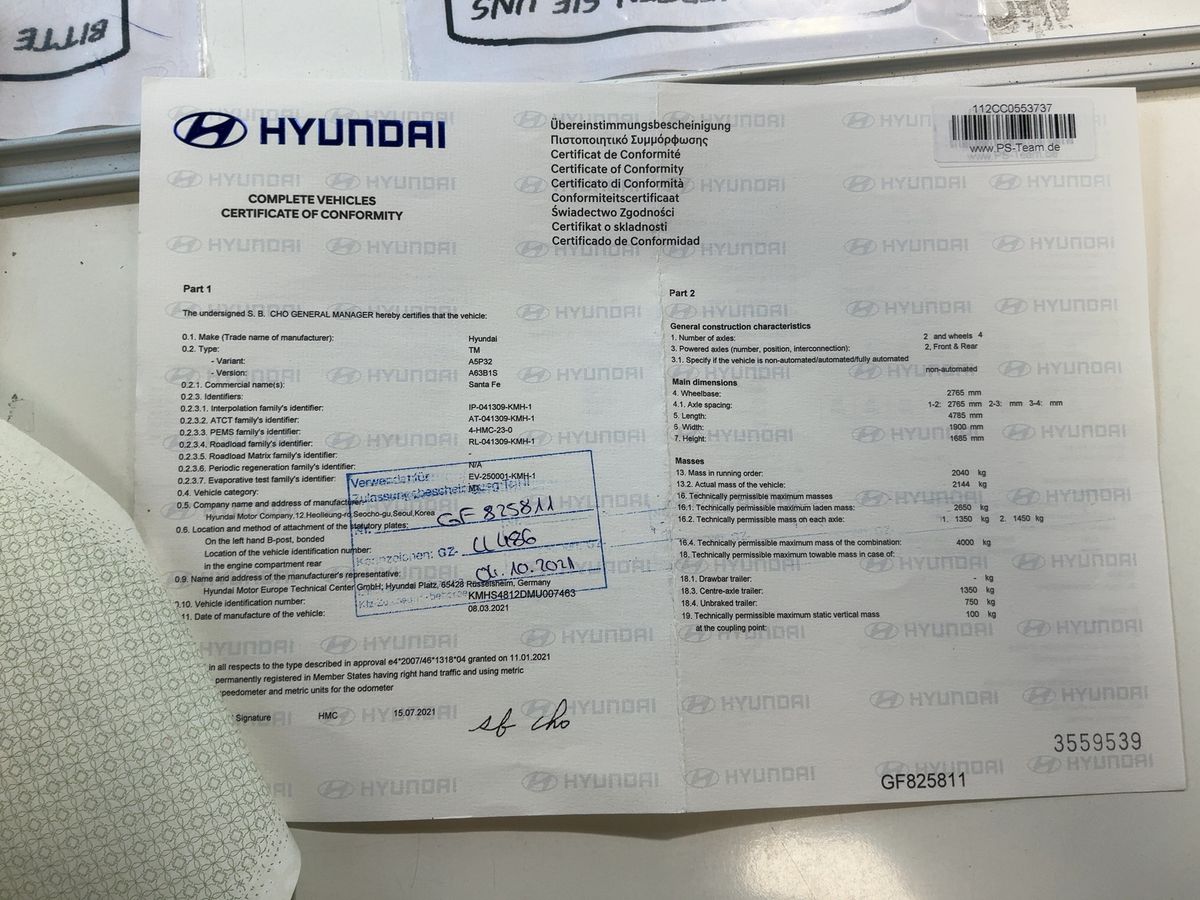 BITTE
SIE UNS
HYUNDAI
COMPLETE VEHICLES
CERTIFICATE OF CONFORMITY
Übereinstimmungsbescheinigung
Πιστοποιητικό Συμμόρφωσης
Certificat de Conformité
Certificate of Conformity
Certificato di Conformità
Conformiteitscertificaat
Świadectwo Zgodności
Certifikat o skladnosti
Certificado de Conformidad
112CC0553737
www.PS-Team.de
Part 1
The undersigned S. B. CHO GENERAL MANAGER hereby certifies that the vehicle:
0.1. Make (Trade name of manufacturer): Hyundai
0.2. Type: TM
- Variant: A5P32
- Version: A63B1S
0.2.1. Commercial name(s): Santa Fe
0.2.3. Identifiers:
0.2.3.1. Interpolation family's identifier: IP-041309-KMH-1
0.2.3.2. ATCT family's identifier: AT-041309-KMH-1
0.2.3.3. PEMS family's identifier: 4-HMC-23-0
0.2.3.4. Roadload family's identifier: RL-041309-KMH-1
0.2.3.5. Roadload Matrix family's identifier: -
0.2.3.6. Periodic regeneration family's identifier: N/A
0.2.3.7. Evaporative test family's identifier: EV-250001-KMH-1
0.4. Vehicle category:
0.5. Company name and address of manufacturer:
Hyundai Motor Company,12,Heolleung-ro,Seocho-gu,Seoul,Korea
0.6. Location and method of attachment of the statutory plates:
On the left hand B-post, bonded
Location of the vehicle identification number:
in the engine compartment rear
0.9. Name and address of the manufacturer's representative:
Hyundai Motor Europe Technical Center GmbH; Hyundai Platz, 65428 Rüsselsheim, Germany
0.10. Vehicle identification number: KMHS4812DMU007463
11. Date of manufacture of the vehicle: 08.03.2021
Verwendet für
Zulassungsbescheinigung Teil II
Nr. GF 825811
Kennzeichen: GZ- LL486
04.10.2021
in all respects to the type described in approval e4*2007/46*1318*04 granted on 11.01.2021
permanently registered in Member States having right hand traffic and using metric
speedometer and metric units for the odometer
Signature HMC 15.07.2021
sb cho
Part 2
General construction characteristics
1. Number of axles: 2 and wheels 4
3. Powered axles (number, position, interconnection): 2, Front & Rear
3.1. Specify if the vehicle is non-automated/automated/fully automated
non-automated
Main dimensions
4. Wheelbase: 2765 mm
4.1. Axle spacing: 1-2: 2765 mm 2-3: mm 3-4: mm
5. Length: 4785 mm
6. Width: 1900 mm
7. Height: 1685 mm
Masses
13. Mass in running order: 2040 kg
13.2. Actual mass of the vehicle: 2144 kg
16. Technically permissible maximum masses
16.1. Technically permissible maximum laden mass: 2650 kg
16.2. Technically permissible mass on each axle: 1. 1350 kg 2. 1450 kg
16.4. Technically permissible maximum mass of the combination: 4000 kg
18. Technically permissible maximum towable mass in case of:
18.1. Drawbar trailer: - kg
18.3. Centre-axle trailer: 1350 kg
18.4. Unbraked trailer: 750 kg
19. Technically permissible maximum static vertical mass 100 kg
at the coupling point:
3559539
GF825811